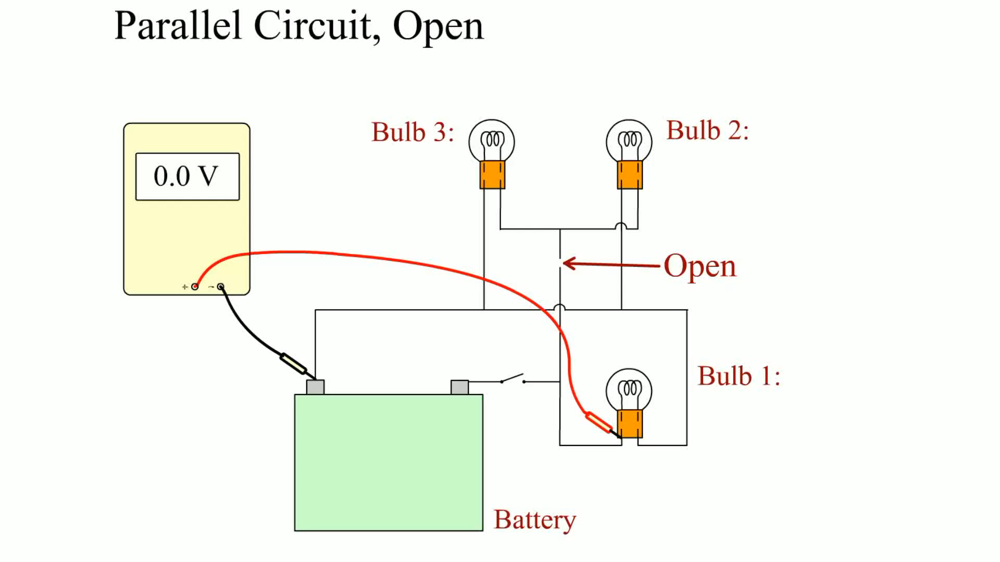 Parallel Circuit, Open
Bulb 3:
Bulb 2:
0.0 V
Open
+ -
Bulb 1:
Battery